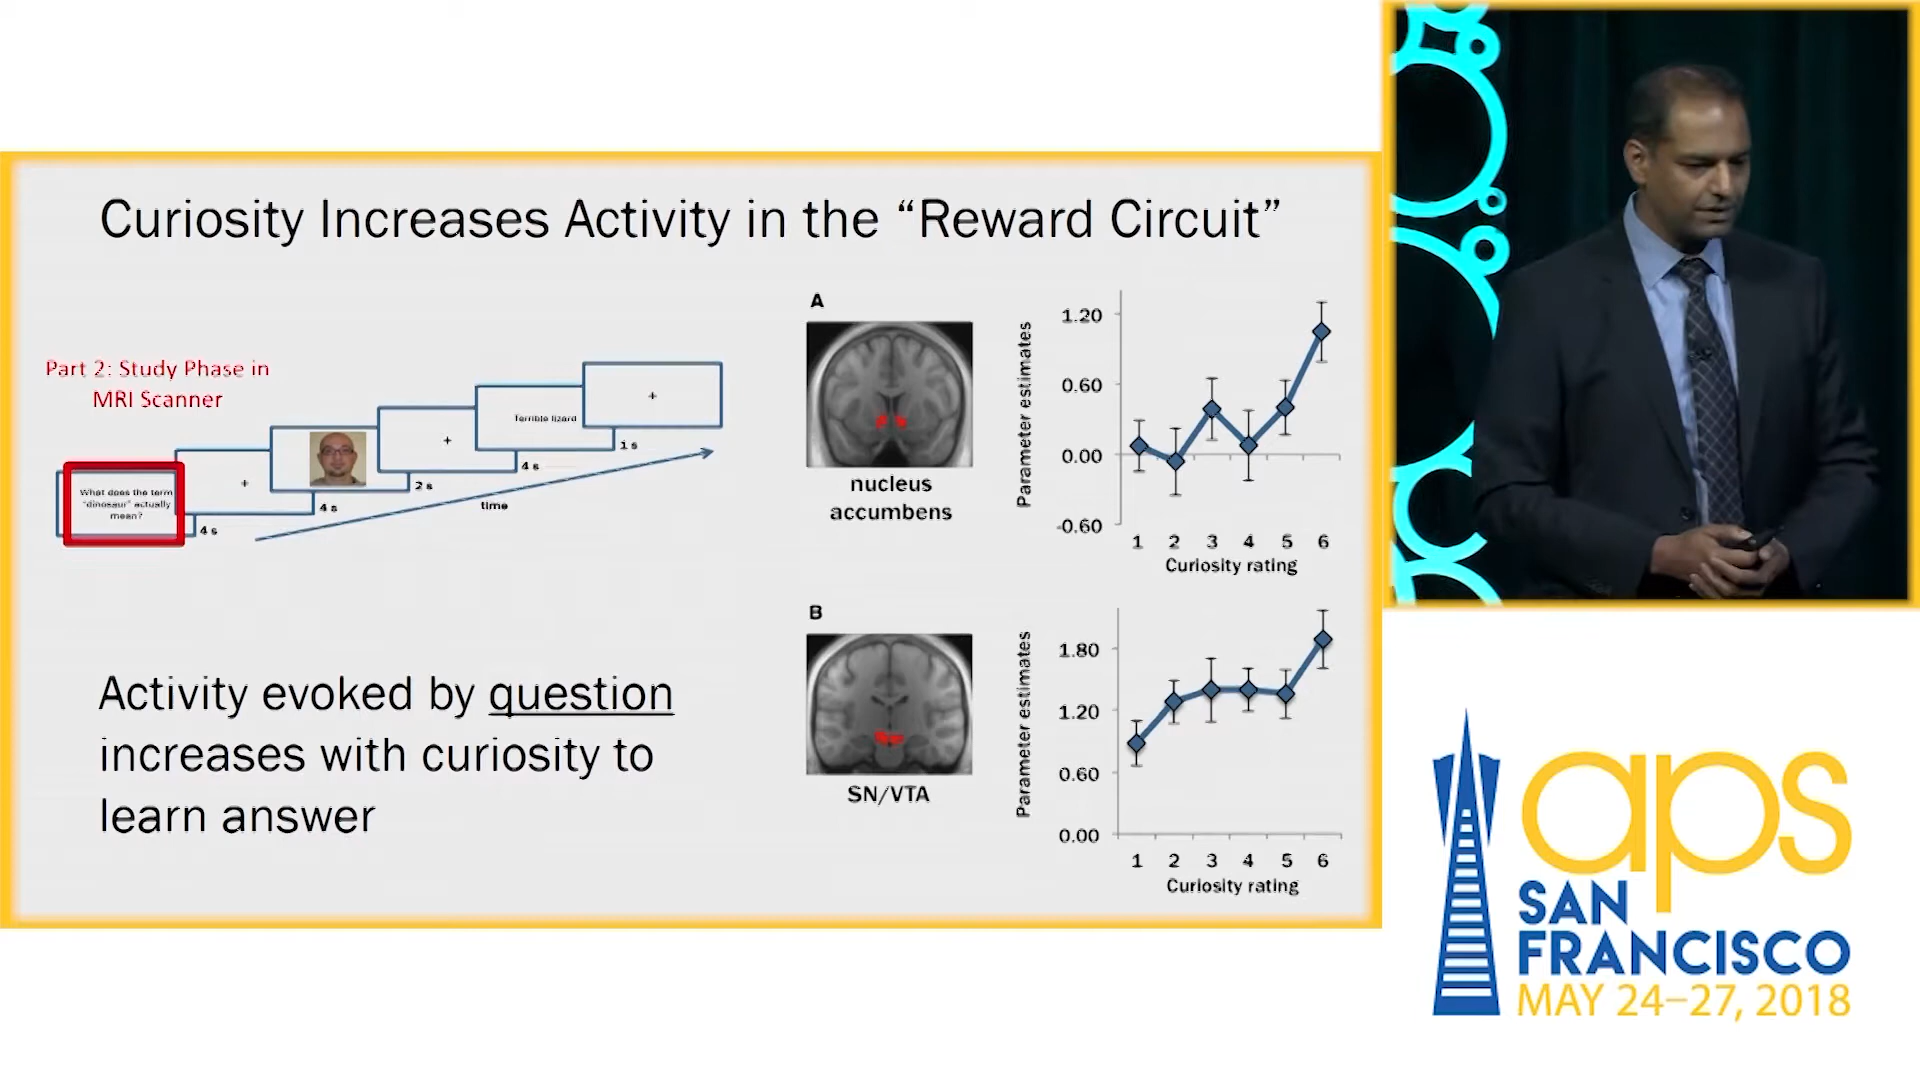 Curiosity Increases Activity in the “Reward Circuit”
Part 2: Study Phase in
MRI Scanner
What does the term
“dinosaur” actually
mean?
4 s
+
4 s
2 s
+
4 s
Terrible lizard
1 s
+
time
Activity evoked by question
increases with curiosity to
learn answer
A
nucleus
accumbens
Parameter estimates
1.20
0.60
0.00
-0.60
1 2 3 4 5 6
Curiosity rating
B
SN/VTA
Parameter estimates
1.80
1.20
0.60
0.00
1 2 3 4 5 6
Curiosity rating
aps
SAN
FRANCISCO
MAY 24–27, 2018